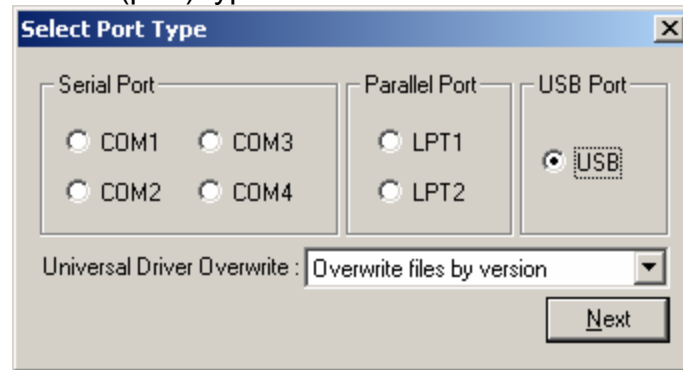 Select Port Type
Serial Port Parallel Port USB Port
COM1 COM3 LPT1 USB
COM2 COM4 LPT2
Universal Driver Overwrite : Overwrite files by version
Next